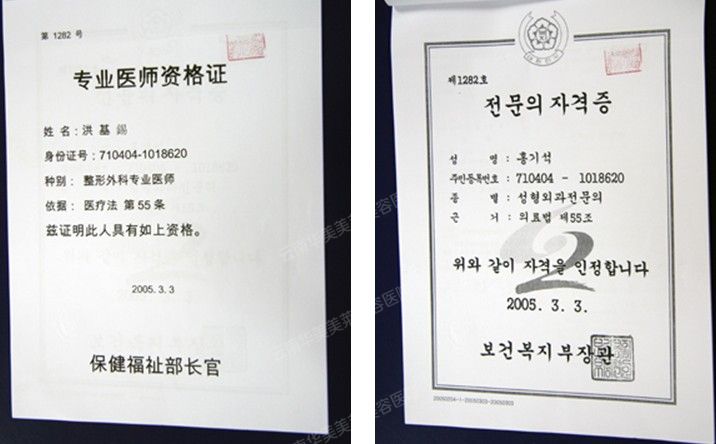 第 1282 号
专业医师资格证
姓 名：洪 基 錫
身份证号：710404-1018620
种别： 整形外科专业医师
依据： 医疗法 第 55 条
兹证明此人具有如上资格。
2005. 3. 3
保健福祉部长官
제1282호
전문의자격증
성 명 : 홍기석
주민등록번호 : 710404 - 1018620
종 별 : 성형외과전문의
근 거 : 의료법 제55조
위와 같이 자격을 인정합니다
2005. 3. 3.
보건복지부장관
20050204-1-20050303-20050303